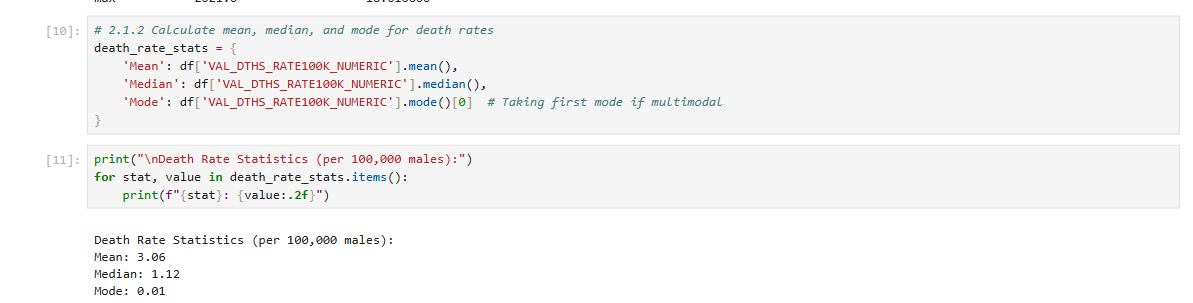 [10]: # 2.1.2 Calculate mean, median, and mode for death rates
death_rate_stats = {
    'Mean': df['VAL_DTHS_RATE100K_NUMERIC'].mean(),
    'Median': df['VAL_DTHS_RATE100K_NUMERIC'].median(),
    'Mode': df['VAL_DTHS_RATE100K_NUMERIC'].mode()[0]  # Taking first mode if multimodal
}
[11]: print("\nDeath Rate Statistics (per 100,000 males):")
for stat, value in death_rate_stats.items():
    print(f"{stat}: {value:.2f}")
Death Rate Statistics (per 100,000 males):
Mean: 3.06
Median: 1.12
Mode: 0.01